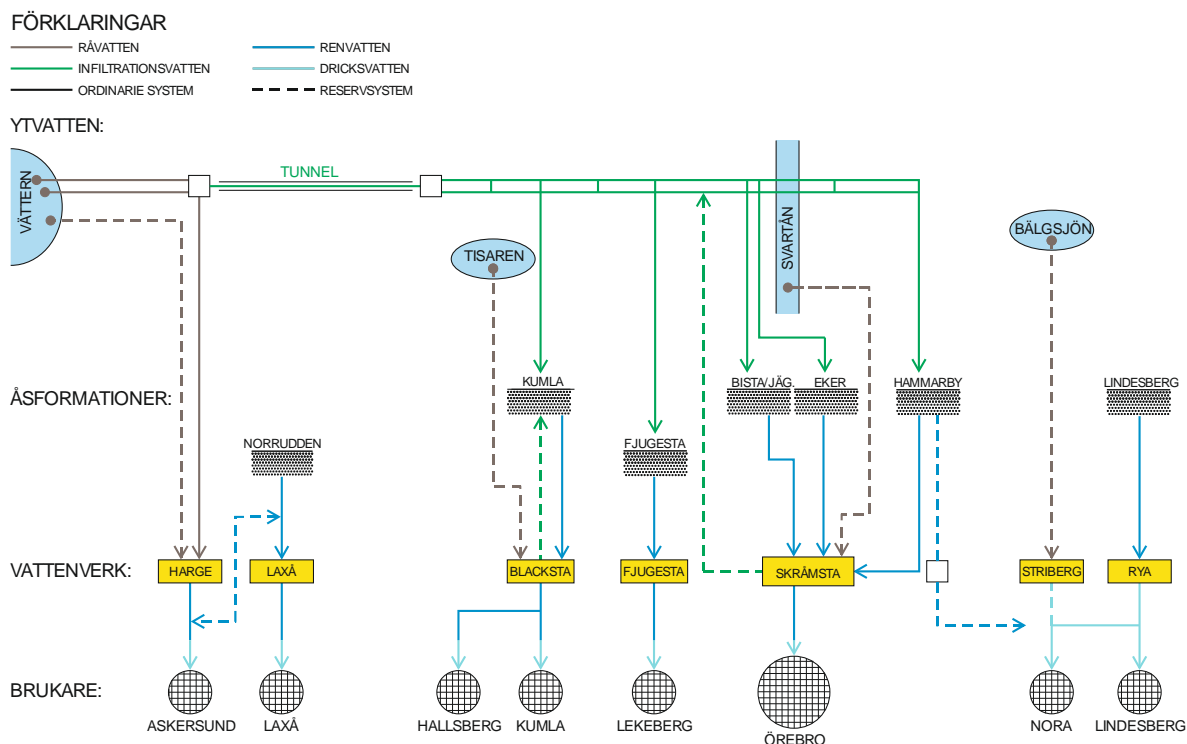 FÖRKLARINGAR
RÅVATTEN
RENVATTEN
INFILTRATIONSVATTEN
DRICKSVATTEN
ORDINARIE SYSTEM
RESERVSYSTEM
YTVATTEN:
TUNNEL
VÄTTERN
TISAREN
SVARTÅN
BÄLGSJÖN
ÅSFORMATIONER:
KUMLA
BISTA/JÄG.
EKER
HAMMARBY
LINDESBERG
NORRUDDEN
FJUGESTA
VATTENVERK:
HARGE
LAXÅ
BLACKSTA
FJUGESTA
SKRÅMSTA
STRIBERG
RYA
BRUKARE:
ASKERSUND
LAXÅ
HALLSBERG
KUMLA
LEKEBERG
ÖREBRO
NORA
LINDESBERG